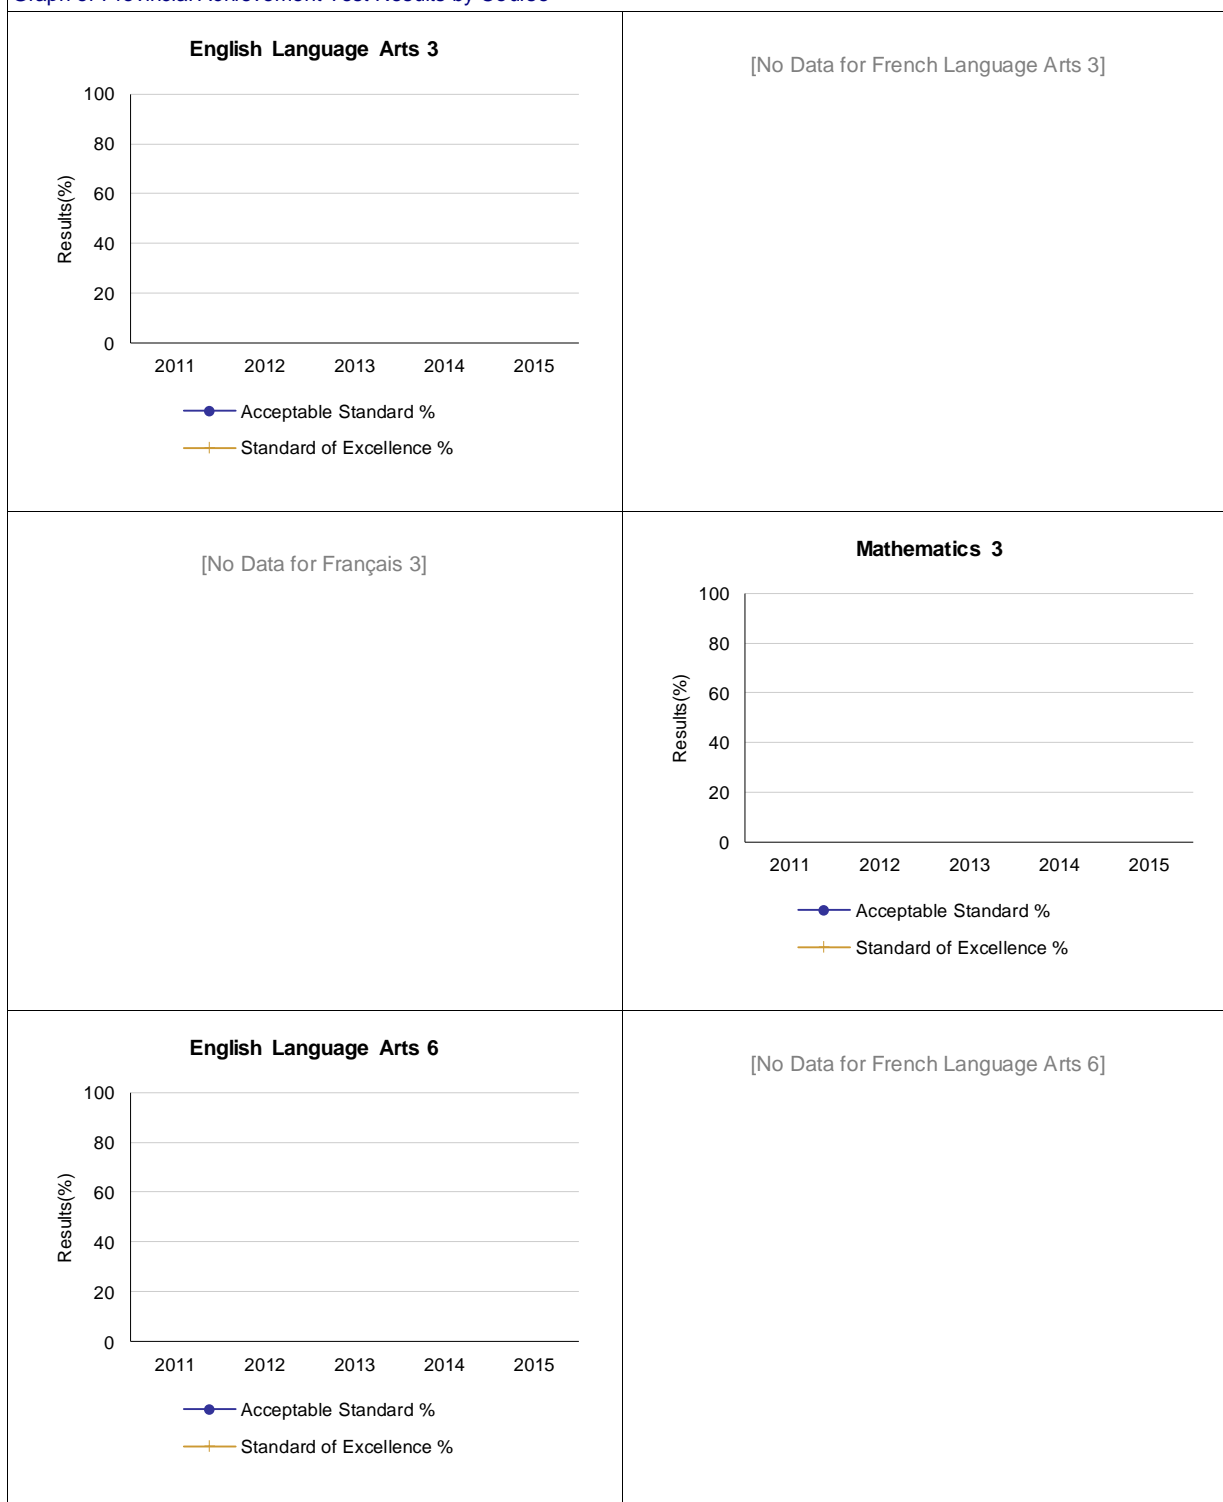 English Language Arts 3
100
80
60
40
20
0
Results(%)
2011 2012 2013 2014 2015
Acceptable Standard %
Standard of Excellence %
[No Data for French Language Arts 3]
[No Data for Français 3]
Mathematics 3
100
80
60
40
20
0
Results(%)
2011 2012 2013 2014 2015
Acceptable Standard %
Standard of Excellence %
English Language Arts 6
100
80
60
40
20
0
Results(%)
2011 2012 2013 2014 2015
Acceptable Standard %
Standard of Excellence %
[No Data for French Language Arts 6]